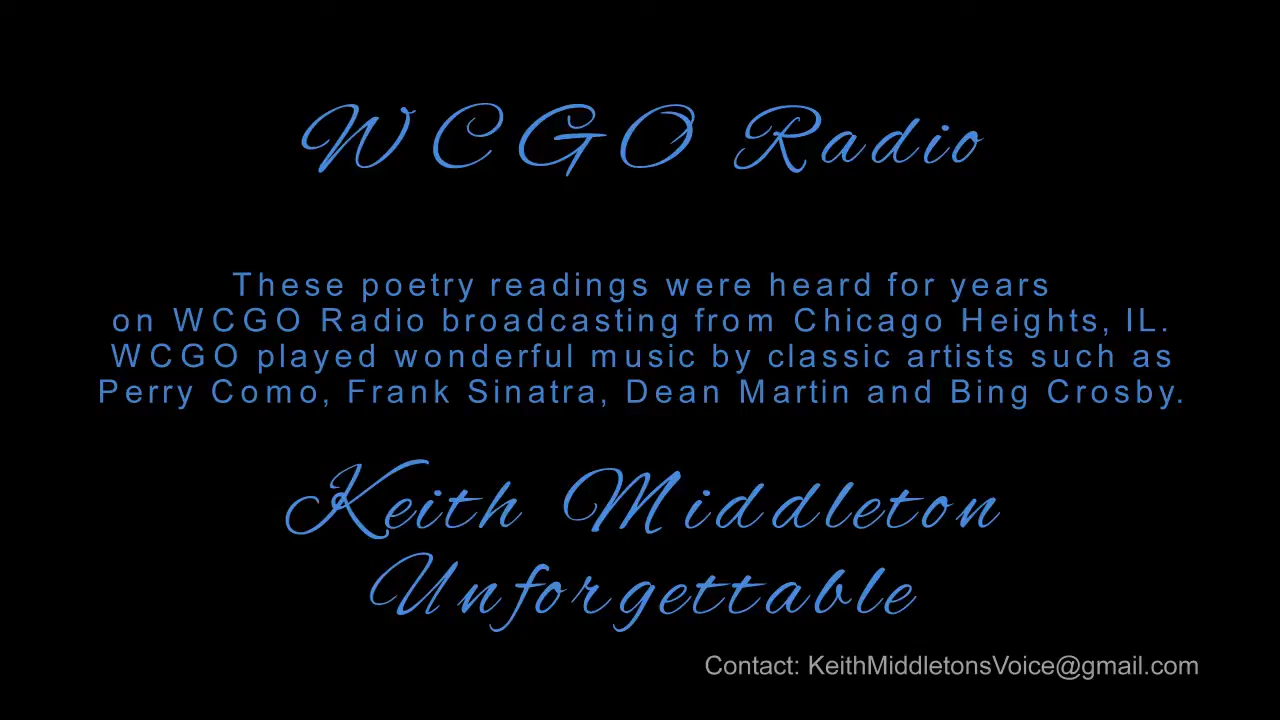 WCGO Radio
These poetry readings were heard for years
on WCGO Radio broadcasting from Chicago Heights, IL.
WCGO played wonderful music by classic artists such as
Perry Como, Frank Sinatra, Dean Martin and Bing Crosby.
Keith Middleton
Unforgettable
Contact: KeithMiddletonsVoice@gmail.com